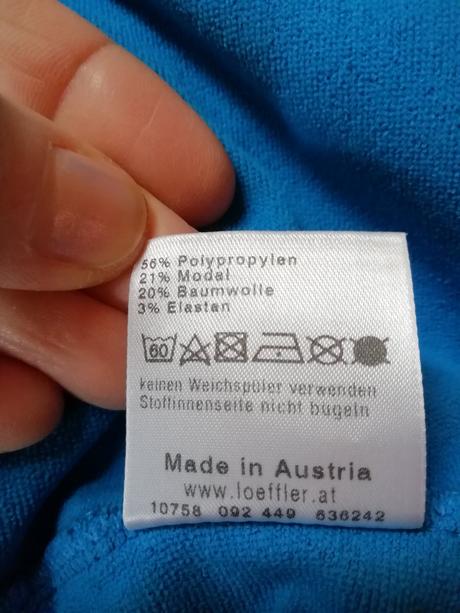 56% Polypropylen
21% Modal
20% Baumwolle
3% Elastan
60
keinen Weichspüler verwenden
Stoffinnenseite nicht bügeln
Made in Austria
www.loeffler.at
10758 092 449 636242